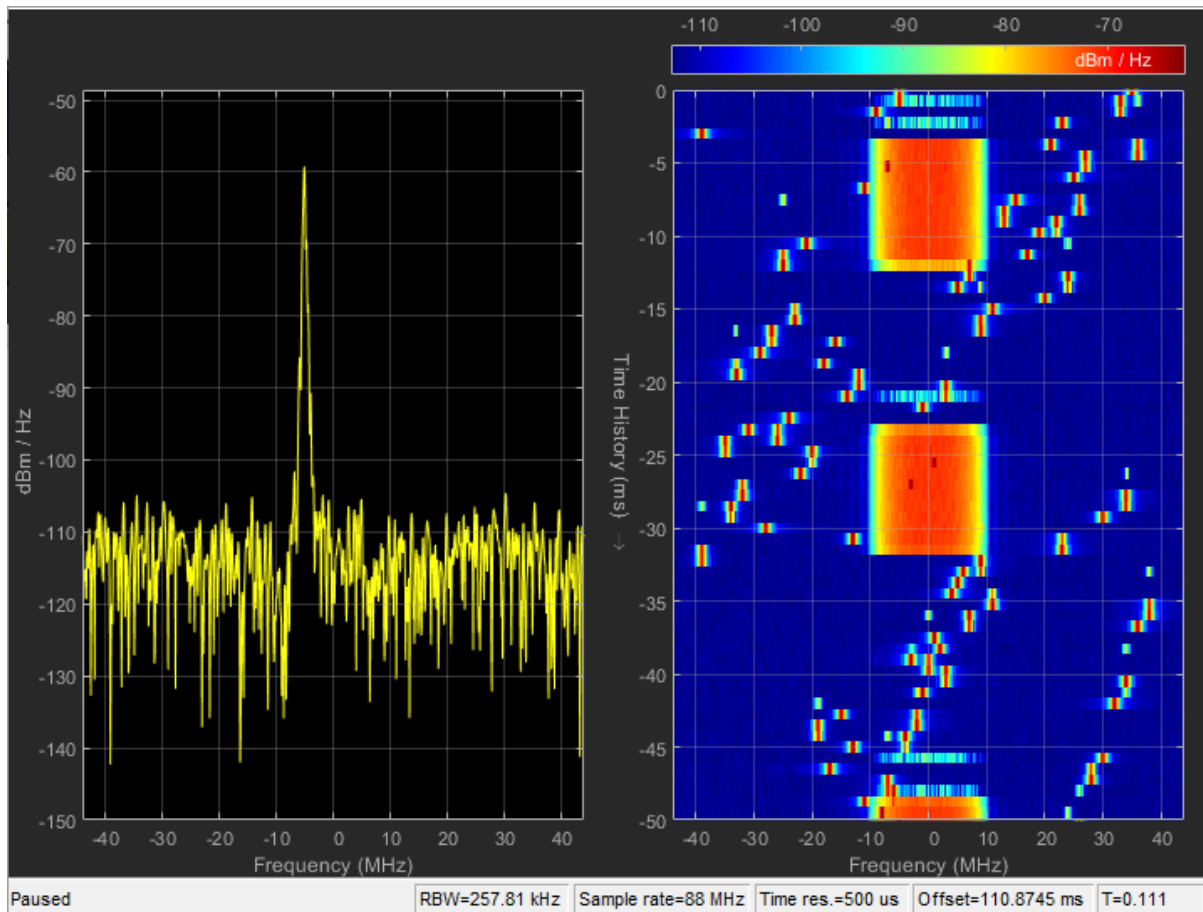 -110 -100 -90 -80 -70
dBm / Hz
-50
-60
-70
-80
-90
-100
-110
-120
-130
-140
-150
dBm / Hz
-40 -30 -20 -10 0 10 20 30 40
Frequency (MHz)
0
-5
-10
-15
-20
-25
-30
-35
-40
-45
-50
Time History (ms) →
-40 -30 -20 -10 0 10 20 30 40
Frequency (MHz)
Paused RBW=257.81 kHz Sample rate=88 MHz Time res.=500 us Offset=110.8745 ms T=0.111